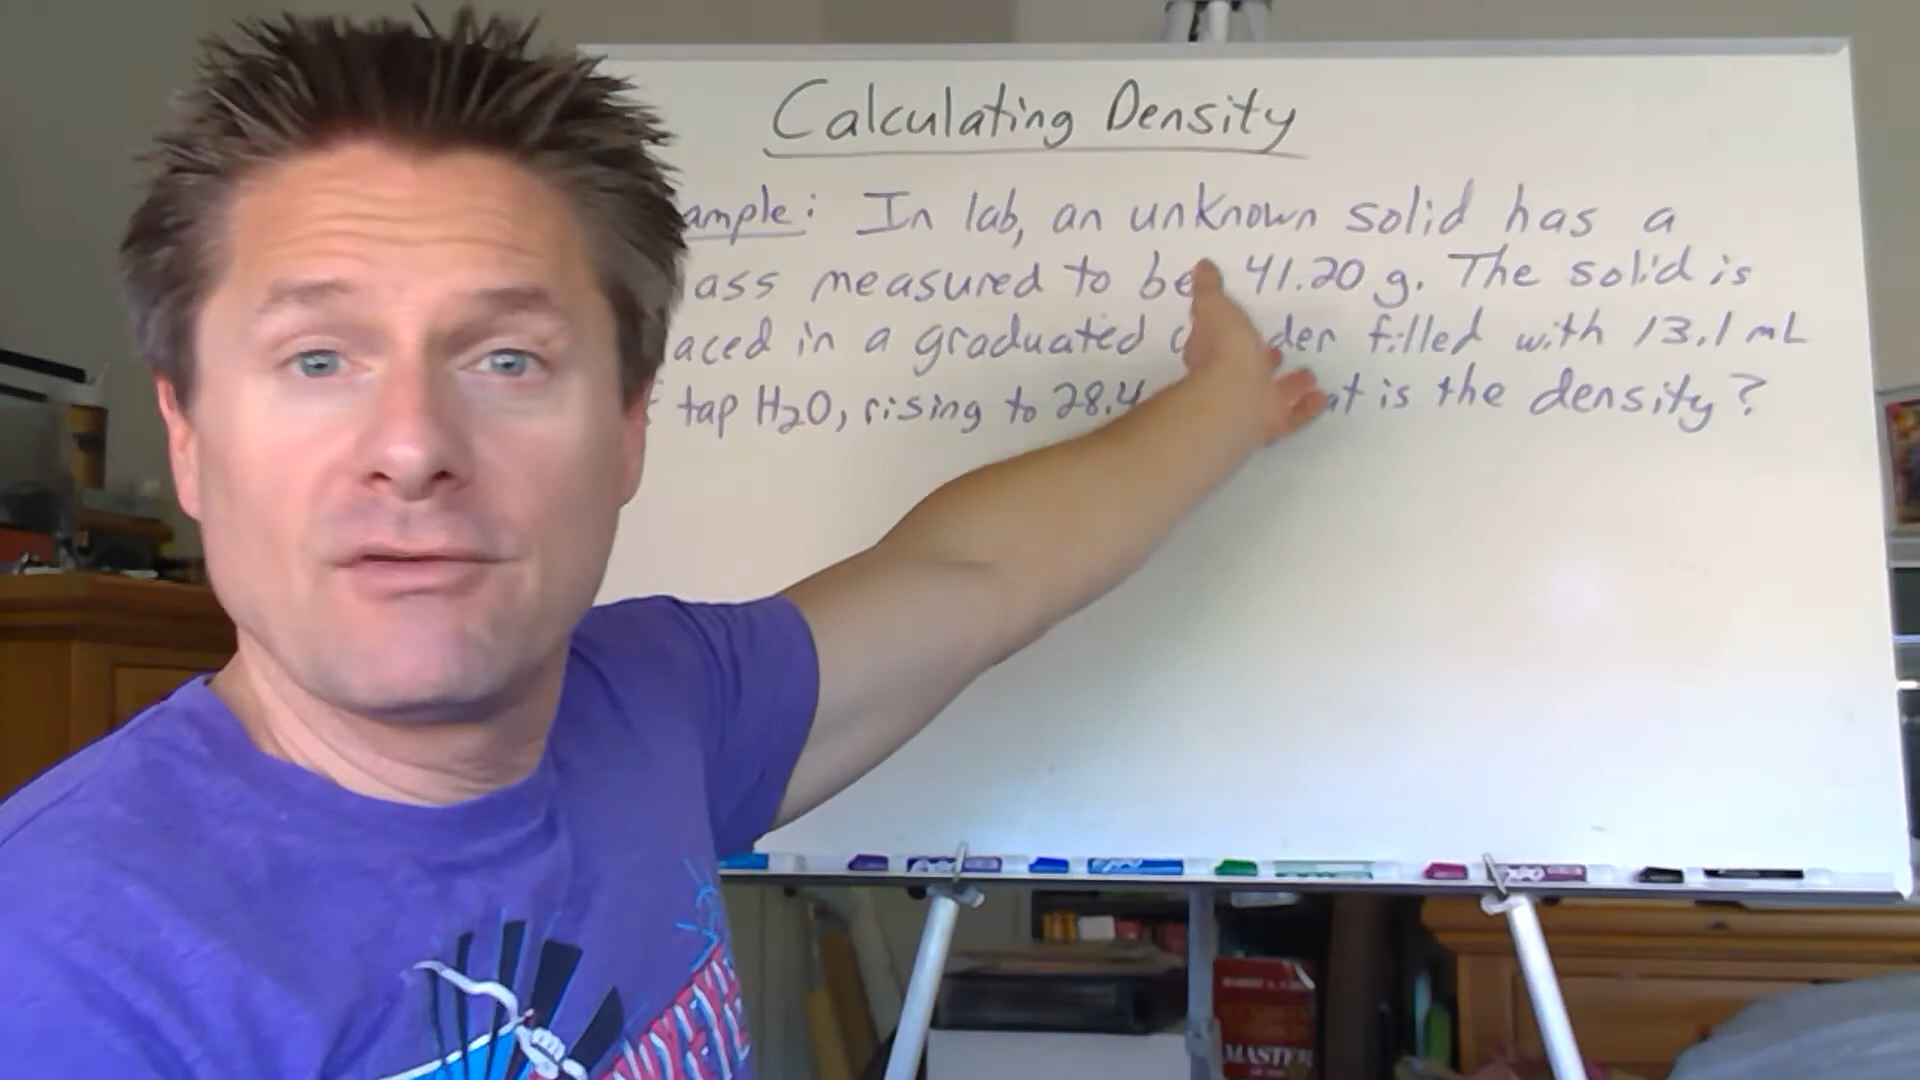 Calculating Density
ample: In lab, an unknown solid has a
ass measured to be 41.20 g. The solid is
aced in a graduated der filled with 13.1 mL
tap H₂O, rising to 28.4 at is the density?
MASTER